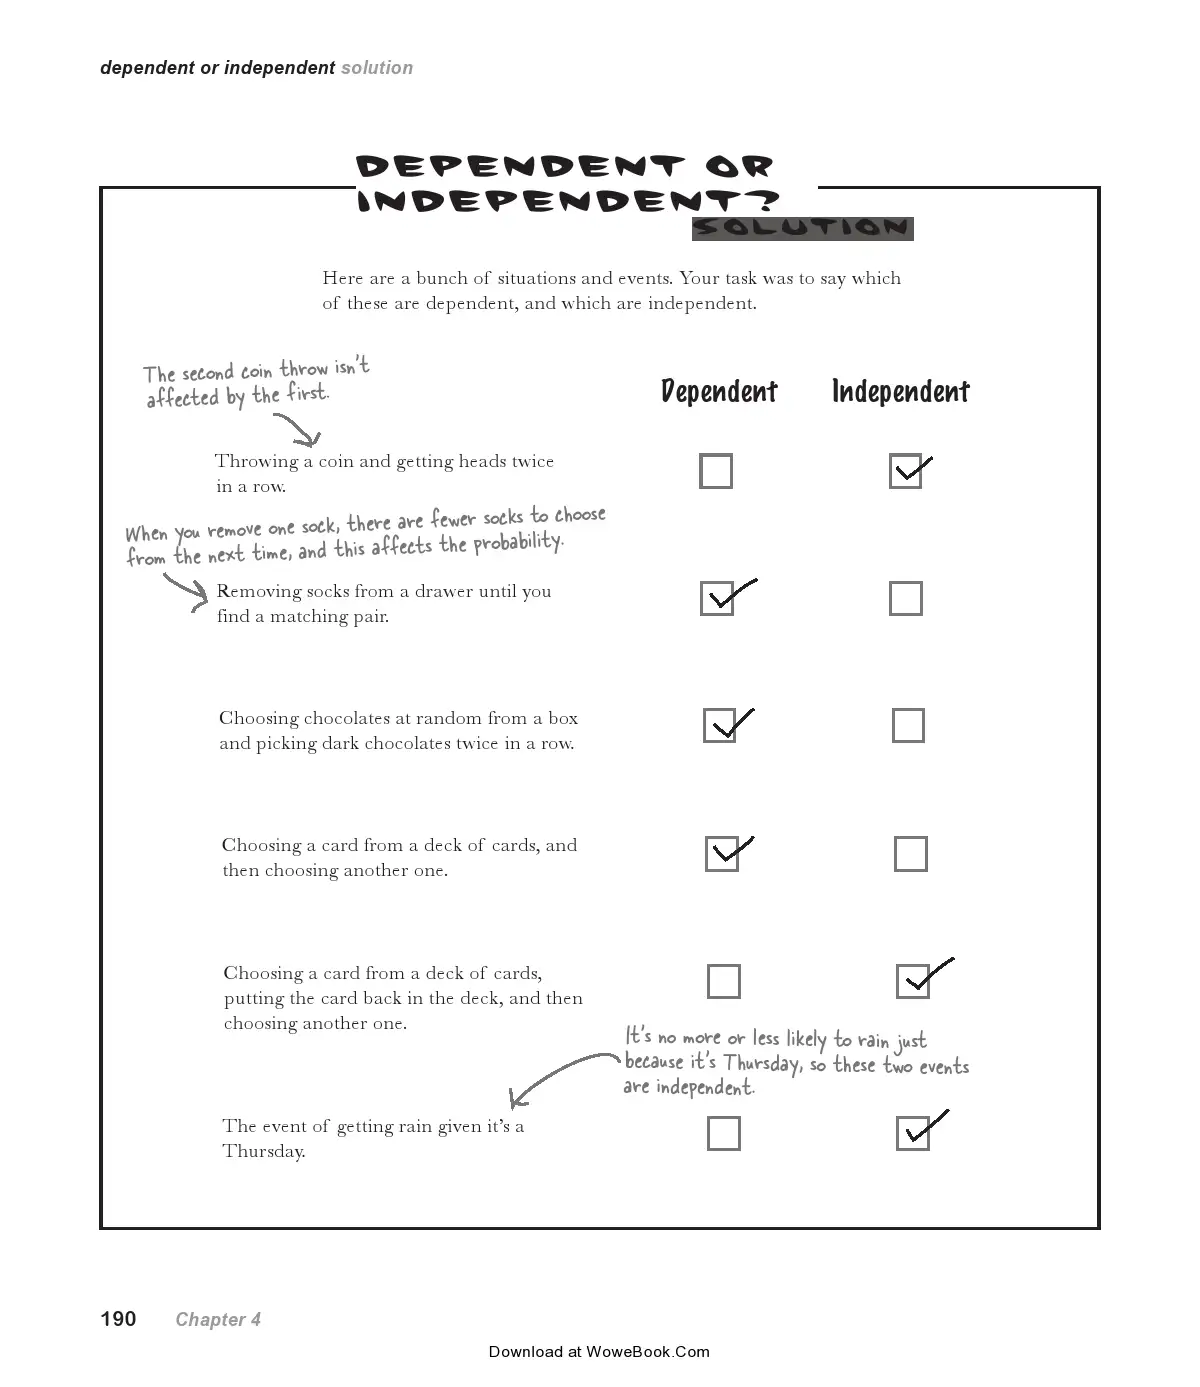 dependent or independent solution
DEPENDENT OR
INDEPENDENT?
SOLUTION
Here are a bunch of situations and events. Your task was to say which
of these are dependent, and which are independent.
The second coin throw isn't
affected by the first.
Dependent Independent
Throwing a coin and getting heads twice
in a row.
When you remove one sock, there are fewer socks to choose
from the next time, and this affects the probability.
Removing socks from a drawer until you
find a matching pair.
Choosing chocolates at random from a box
and picking dark chocolates twice in a row.
Choosing a card from a deck of cards, and
then choosing another one.
Choosing a card from a deck of cards,
putting the card back in the deck, and then
choosing another one.
It's no more or less likely to rain just
because it's Thursday, so these two events
are independent.
The event of getting rain given it's a
Thursday.
190 Chapter 4
Download at WoweBook.Com